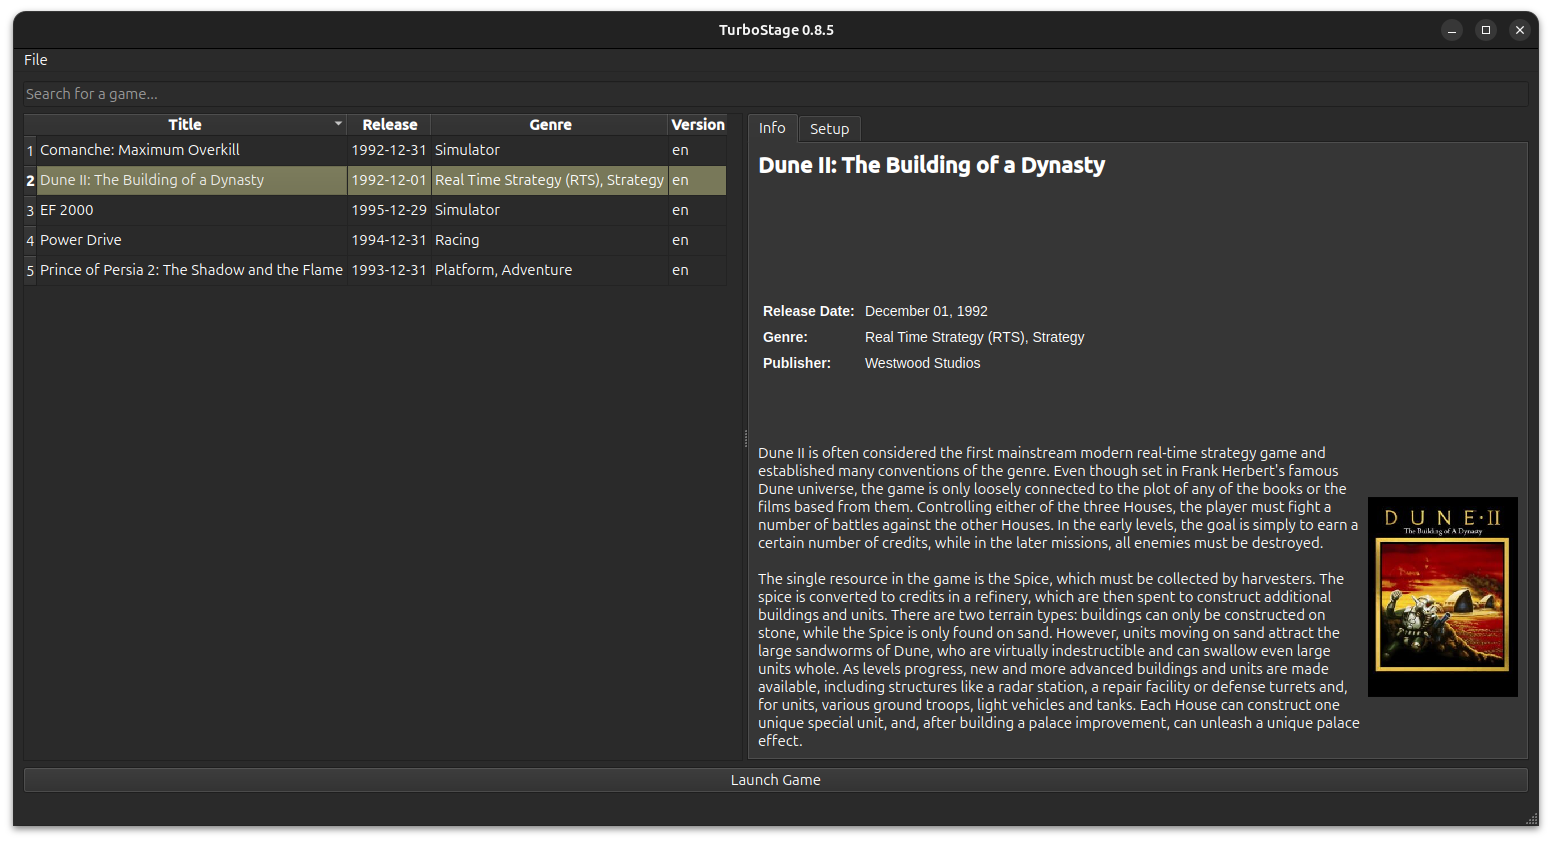 TurboStage 0.8.5
File
Search for a game...
Title Release Genre Version
1 Comanche: Maximum Overkill 1992-12-31 Simulator en
2 Dune II: The Building of a Dynasty 1992-12-01 Real Time Strategy (RTS), Strategy en
3 EF 2000 1995-12-29 Simulator en
4 Power Drive 1994-12-31 Racing en
5 Prince of Persia 2: The Shadow and the Flame 1993-12-31 Platform, Adventure en
Info Setup
Dune II: The Building of a Dynasty
Release Date: December 01, 1992
Genre: Real Time Strategy (RTS), Strategy
Publisher: Westwood Studios
Dune II is often considered the first mainstream modern real-time strategy game and
established many conventions of the genre. Even though set in Frank Herbert's famous
Dune universe, the game is only loosely connected to the plot of any of the books or the
films based from them. Controlling either of the three Houses, the player must fight a
number of battles against the other Houses. In the early levels, the goal is simply to earn a
certain number of credits, while in the later missions, all enemies must be destroyed.
The single resource in the game is the Spice, which must be collected by harvesters. The
spice is converted to credits in a refinery, which are then spent to construct additional
buildings and units. There are two terrain types: buildings can only be constructed on
stone, while the Spice is only found on sand. However, units moving on sand attract the
large sandworms of Dune, who are virtually indestructible and can swallow even large
units whole. As levels progress, new and more advanced buildings and units are made
available, including structures like a radar station, a repair facility or defense turrets and,
for units, various ground troops, light vehicles and tanks. Each House can construct one
unique special unit, and, after building a palace improvement, can unleash a unique palace
effect.
DUNE·II
The Building of A Dynasty
Launch Game